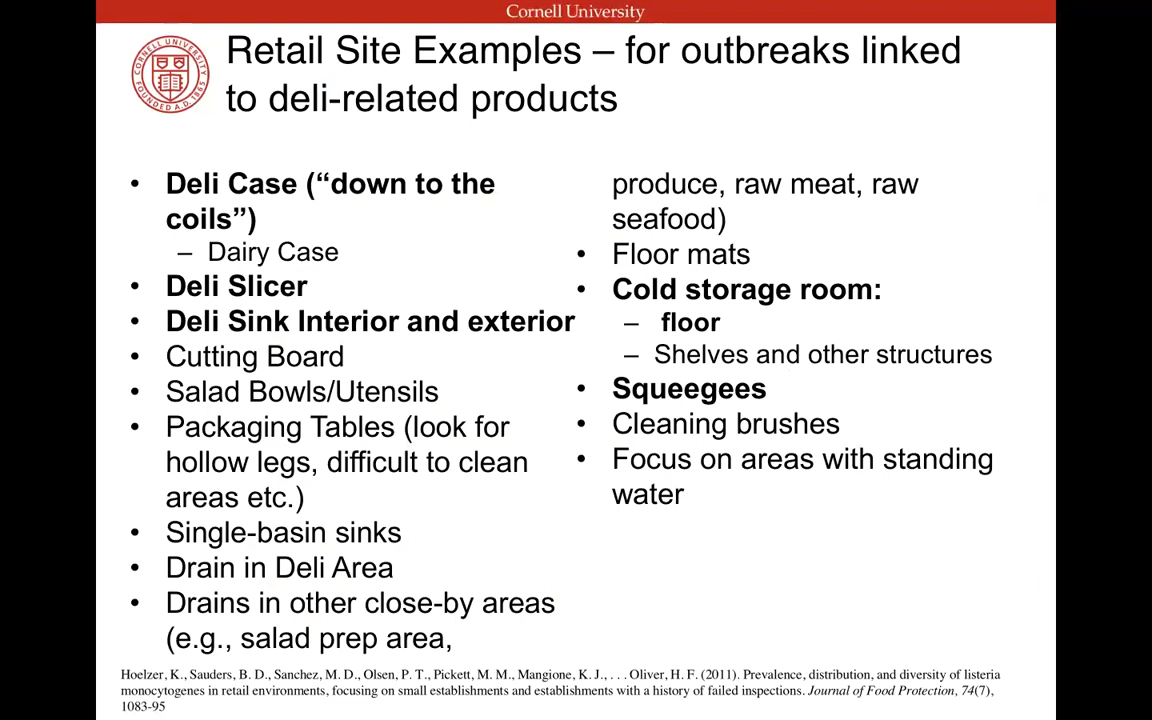 Cornell University
CORNELL UNIVERSITY
FOUNDED A.D. 1865
Retail Site Examples – for outbreaks linked
to deli-related products
• Deli Case (“down to the
coils”)
– Dairy Case
• Deli Slicer
• Deli Sink Interior and exterior
• Cutting Board
• Salad Bowls/Utensils
• Packaging Tables (look for
hollow legs, difficult to clean
areas etc.)
• Single-basin sinks
• Drain in Deli Area
• Drains in other close-by areas
(e.g., salad prep area,
produce, raw meat, raw
seafood)
• Floor mats
• Cold storage room:
– floor
– Shelves and other structures
• Squeegees
• Cleaning brushes
• Focus on areas with standing
water
Hoelzer, K., Sauders, B. D., Sanchez, M. D., Olsen, P. T., Pickett, M. M., Mangione, K. J., . . . Oliver, H. F. (2011). Prevalence, distribution, and diversity of listeria
monocytogenes in retail environments, focusing on small establishments and establishments with a history of failed inspections. Journal of Food Protection, 74(7),
1083-95